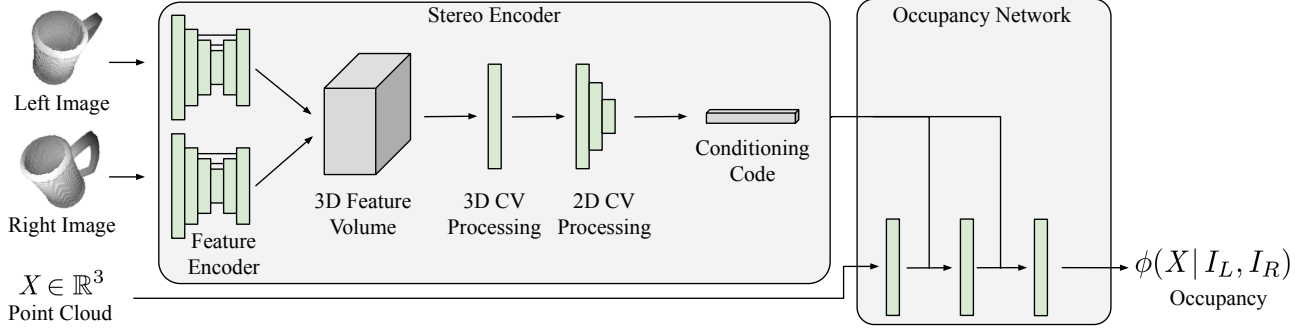 Stereo Encoder
Occupancy Network
Left Image
Right Image
Feature
Encoder
3D Feature
Volume
3D CV
Processing
2D CV
Processing
Conditioning
Code
X ∈ ℝ³
Point Cloud
ϕ(X | I_L, I_R)
Occupancy